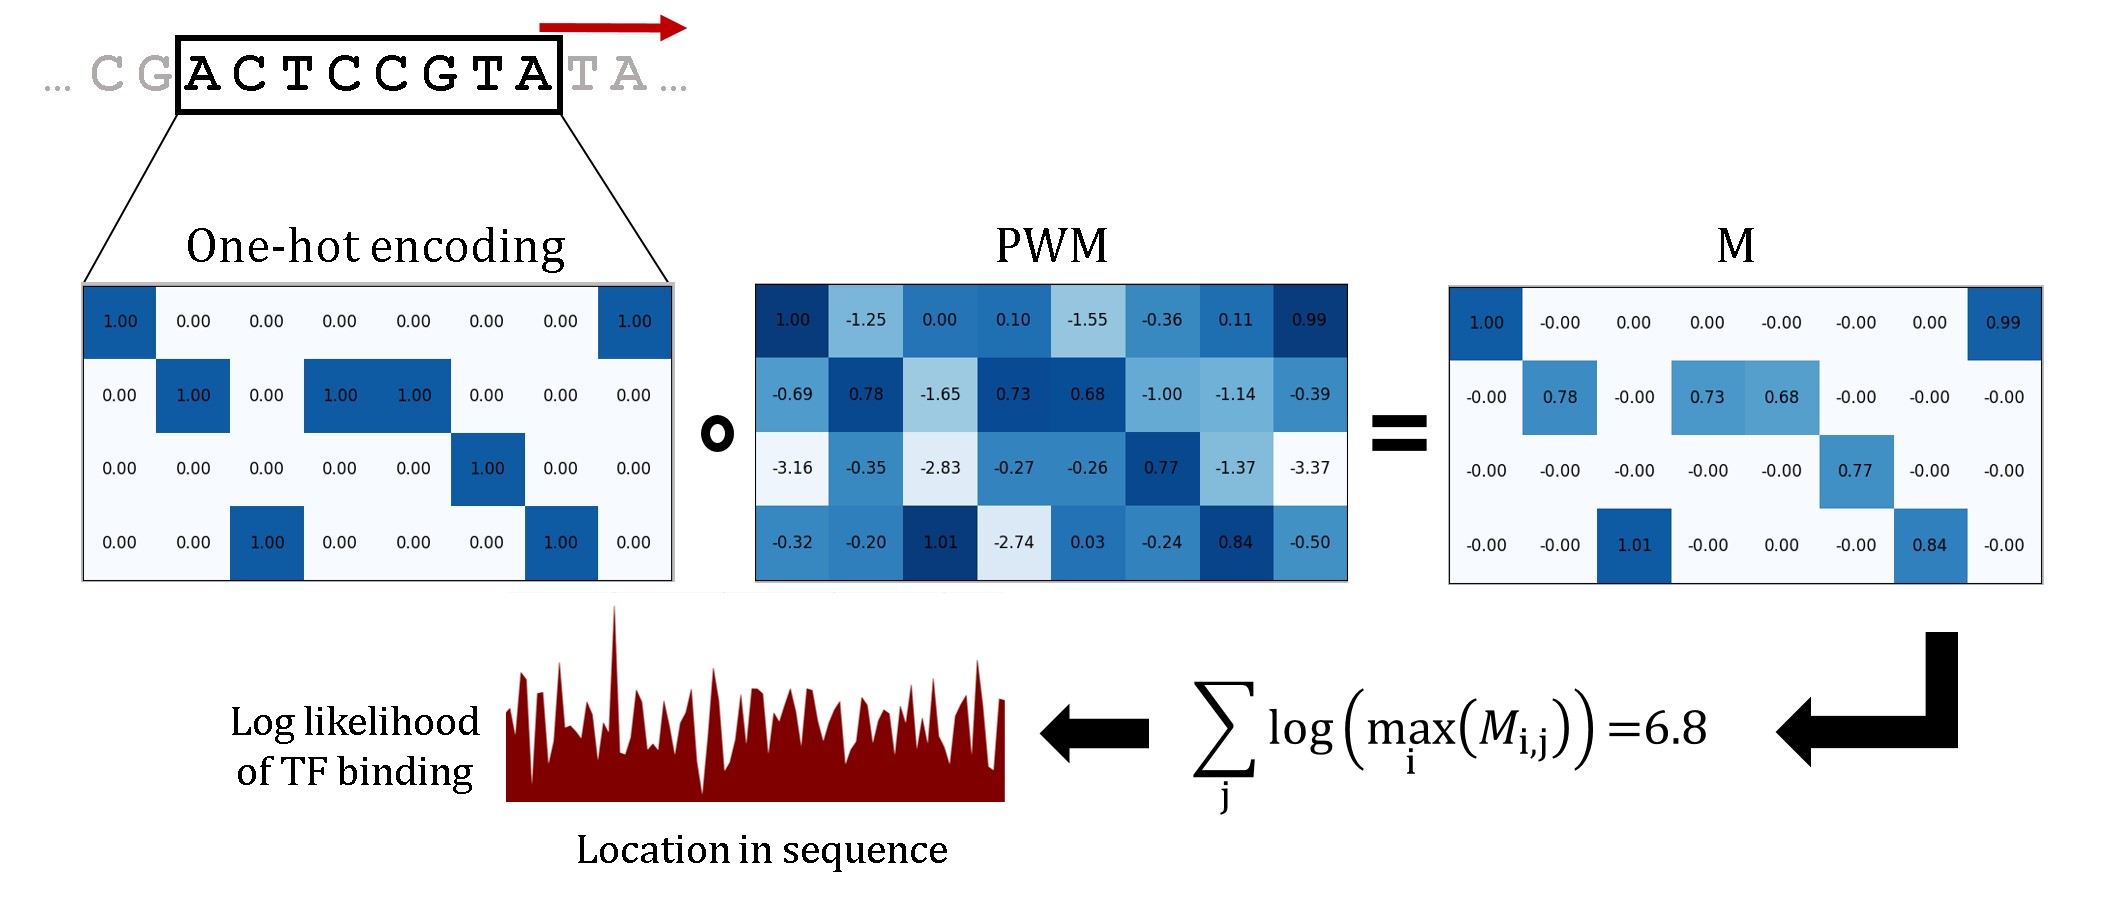 ... C G A C T C C G T A T A ...
One-hot encoding
PWM
M
1.00 0.00 0.00 0.00 0.00 0.00 0.00 1.00
0.00 1.00 0.00 1.00 1.00 0.00 0.00 0.00
0.00 0.00 0.00 0.00 0.00 1.00 0.00 0.00
0.00 0.00 1.00 0.00 0.00 0.00 1.00 0.00
∘
1.00 -1.25 0.00 0.10 -1.55 -0.36 0.11 0.99
-0.69 0.78 -1.65 0.73 0.68 -1.00 -1.14 -0.39
-3.16 -0.35 -2.83 -0.27 -0.26 0.77 -1.37 -3.37
-0.32 -0.20 1.01 -2.74 0.03 -0.24 0.84 -0.50
=
1.00 -0.00 0.00 0.00 -0.00 -0.00 0.00 0.99
-0.00 0.78 -0.00 0.73 0.68 -0.00 -0.00 -0.00
-0.00 -0.00 -0.00 -0.00 -0.00 0.77 -0.00 -0.00
-0.00 -0.00 1.01 -0.00 0.00 -0.00 0.84 -0.00
∑j log(maxi(Mi,j))=6.8
Log likelihood
of TF binding
Location in sequence